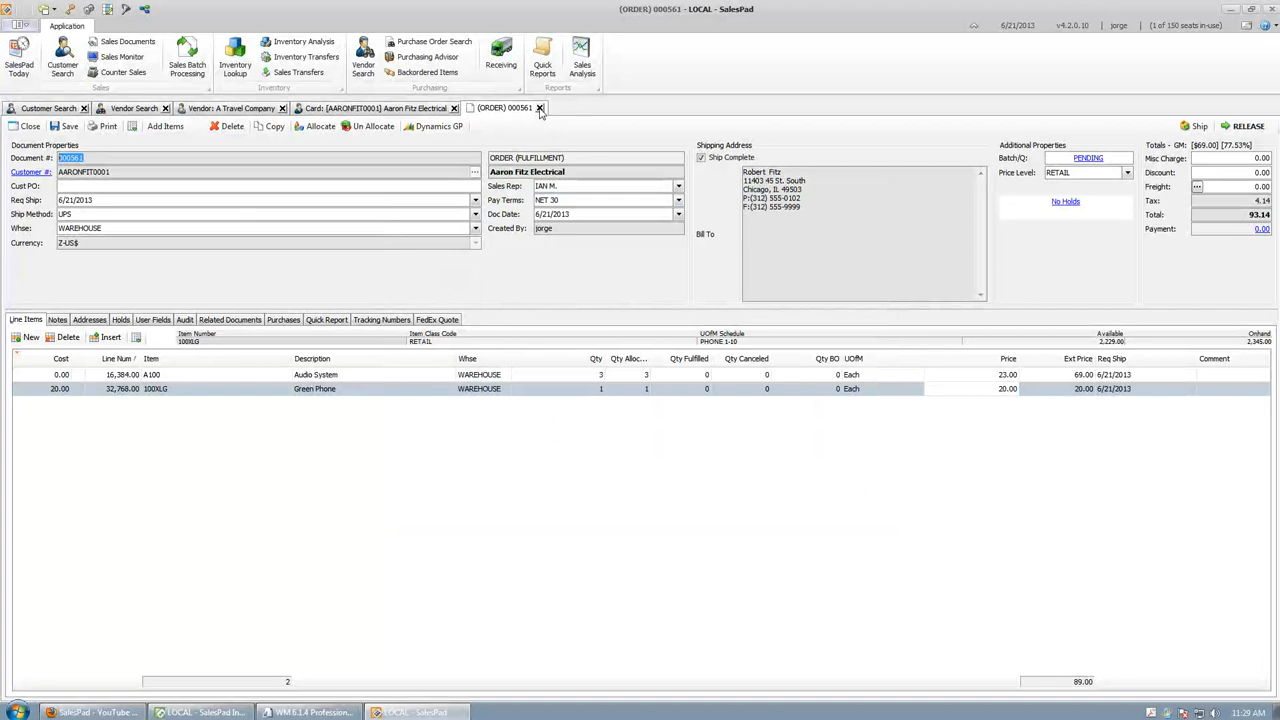 (ORDER) 000561 - LOCAL - SalesPad
Application
6/21/2013 v4.2.0.10 jorge (1 of 150 seats in-use)
SalesPad Today
Customer Search
Sales Documents
Sales Monitor
Counter Sales
Sales Batch Processing
Sales
Inventory Lookup
Inventory Analysis
Inventory Transfers
Sales Transfers
Inventory
Vendor Search
Purchase Order Search
Purchasing Advisor
Backordered Items
Receiving
Purchasing
Quick Reports
Sales Analysis
Reports
Customer Search Vendor Search Vendor: A Travel Company Card: [AARONFIT0001] Aaron Fitz Electrical (ORDER) 000561
Close Save Print Add Items Delete Copy Allocate Un Allocate Dynamics GP Ship RELEASE
Document Properties
Document #: 000561 ORDER (FULFILLMENT)
Customer #: AARONFIT0001 Aaron Fitz Electrical
Cust PO: Sales Rep: IAN M.
Req Ship: 6/21/2013 Pay Terms: NET 30
Ship Method: UPS Doc Date: 6/21/2013
Whse: WAREHOUSE Created By: jorge
Currency: Z-US$
Shipping Address
Ship Complete
Robert Fitz
11403 45 St. South
Chicago, IL 49503
P:(312) 555-0102
F:(312) 555-9999
Bill To
Additional Properties
Batch/Q: PENDING
Price Level: RETAIL
No Holds
Totals - GM: [$69.00] [77.53%]
Misc Charge: 0.00
Discount: 0.00
Freight: 0.00
Tax: 4.14
Total: 93.14
Payment: 0.00
Line Items Notes Addresses Holds User Fields Audit Related Documents Purchases Quick Report Tracking Numbers FedEx Quote
New Delete Insert
Item Number Item Class Code UOfM Schedule Available Onhand
100XLG RETAIL PHONE 1-10 2,229.00 2,345.00
Cost Line Num Item Description Whse Qty Qty Alloc... Qty Fulfilled Qty Canceled Qty BO UOfM Price Ext Price Req Ship Comment
0.00 16,384.00 A100 Audio System WAREHOUSE 3 3 0 0 0 Each 23.00 69.00 6/21/2013
20.00 32,768.00 100XLG Green Phone WAREHOUSE 1 1 0 0 0 Each 20.00 20.00 6/21/2013
2 89.00
SalesPad - YouTube ... LOCAL - SalesPad In... WM.6.1.4 Profession... LOCAL - SalesPad 11:29 AM